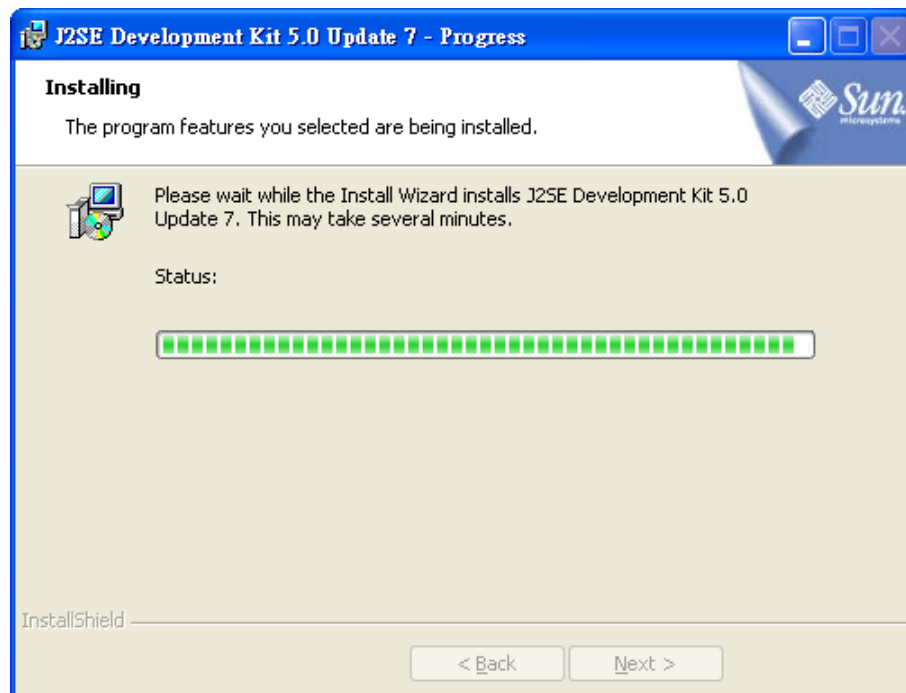 J2SE Development Kit 5.0 Update 7 - Progress
Installing
The program features you selected are being installed.
Sun
microsystems
Please wait while the Install Wizard installs J2SE Development Kit 5.0
Update 7. This may take several minutes.
Status:
InstallShield
< Back
Next >